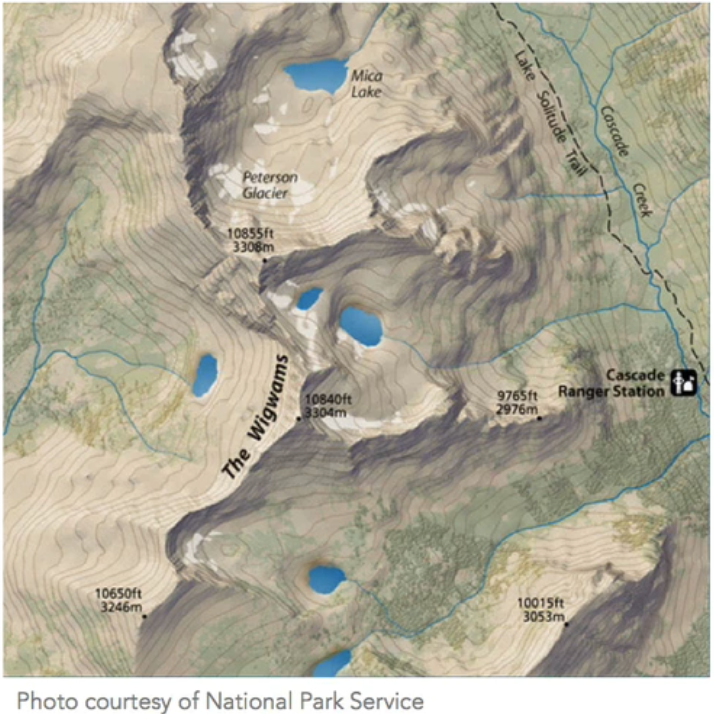 Mica
Lake
Lake Solitude Trail
Cascade
Creek
Peterson
Glacier
10855ft
3308m
The Wigwams
10840ft
3304m
9765ft
2976m
Cascade
Ranger Station
10650ft
3246m
10015ft
3053m
Photo courtesy of National Park Service